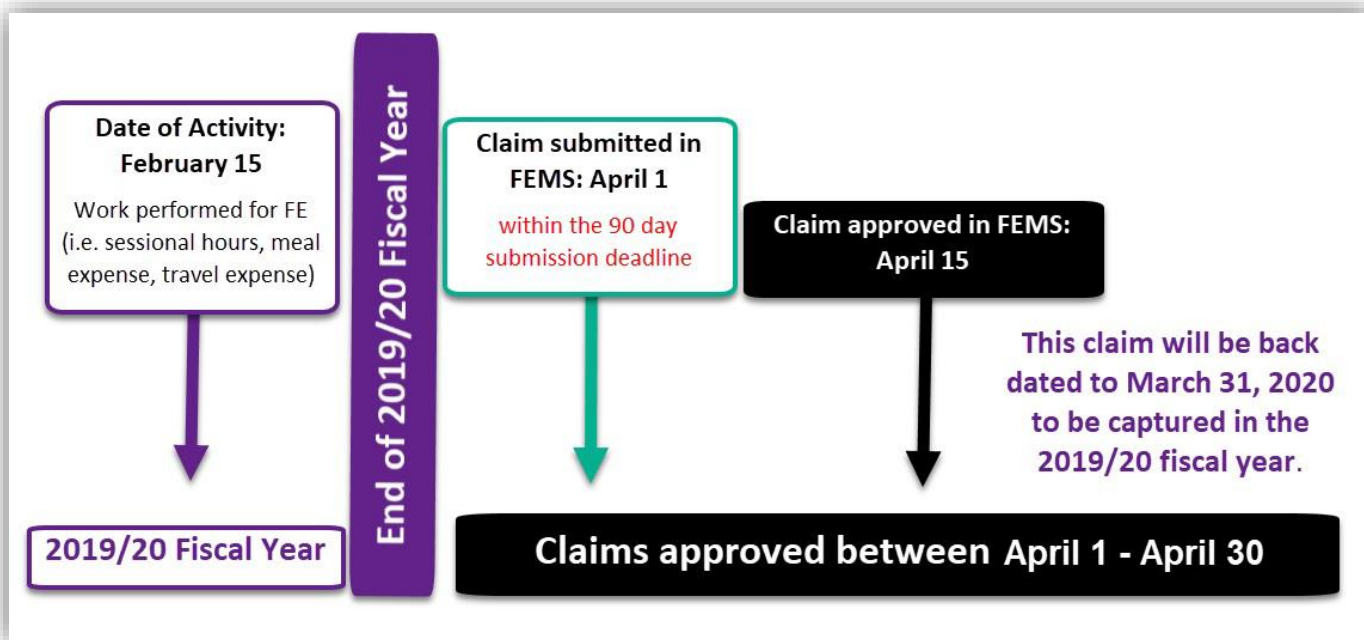 Date of Activity:
February 15
Work performed for FE
(i.e. sessional hours, meal
expense, travel expense)
2019/20 Fiscal Year
End of 2019/20 Fiscal Year
Claim submitted in
FEMS: April 1
within the 90 day
submission deadline
Claim approved in FEMS:
April 15
This claim will be back
dated to March 31, 2020
to be captured in the
2019/20 fiscal year.
Claims approved between April 1 - April 30